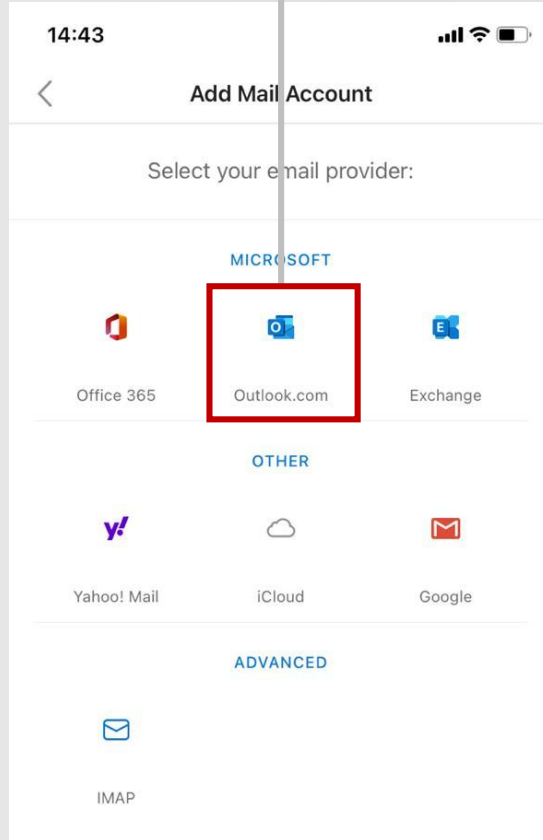 14:43
Add Mail Account
Select your email provider:
MICROSOFT
Office 365 Outlook.com Exchange
OTHER
Yahoo! Mail iCloud Google
ADVANCED
IMAP